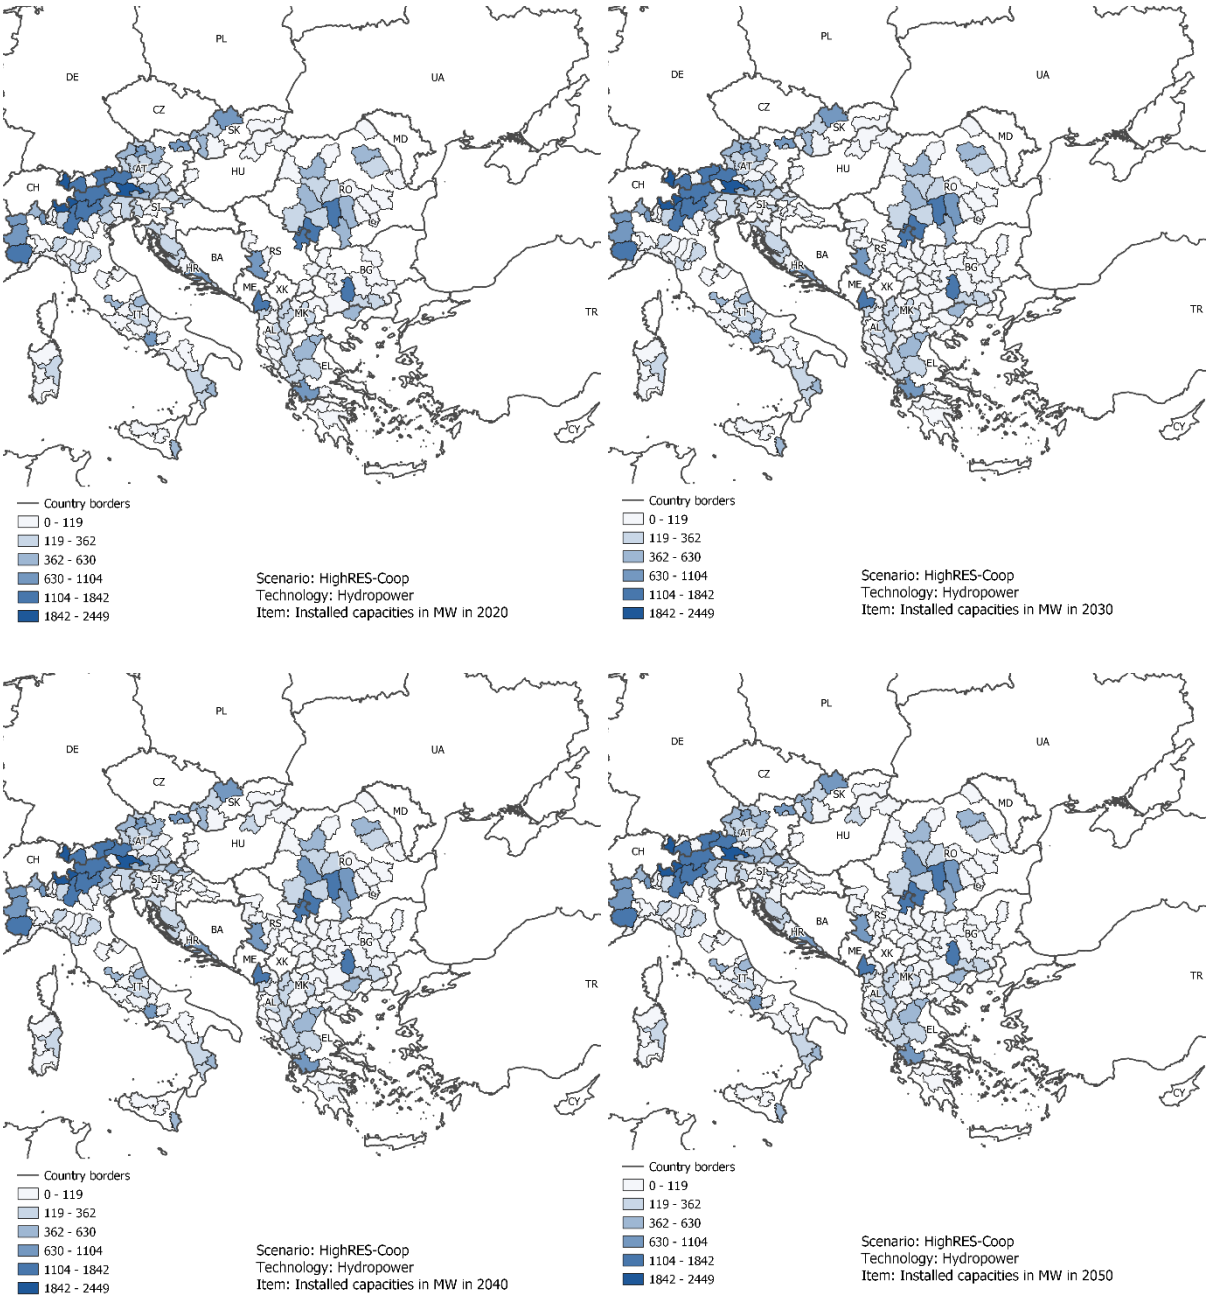 PL
DE
UA
CZ
SK
MD
AT
HU
CH
RO
SI
BA
RS
HR
BG
ME
XK
IT
MK
AL
TR
EL
CY
Country borders
0 - 119
119 - 362
362 - 630
630 - 1104
1104 - 1842
1842 - 2449
Scenario: HighRES-Coop
Technology: Hydropower
Item: Installed capacities in MW in 2020
PL
DE
UA
CZ
SK
MD
AT
HU
CH
RO
SI
RS
BA
HR
BG
ME
XK
IT
MK
AL
TR
EL
CY
Country borders
0 - 119
119 - 362
362 - 630
630 - 1104
1104 - 1842
1842 - 2449
Scenario: HighRES-Coop
Technology: Hydropower
Item: Installed capacities in MW in 2030
PL
DE
UA
CZ
SK
MD
AT
HU
CH
RO
SI
RS
BA
HR
BG
ME
XK
IT
MK
AL
TR
EL
CY
Country borders
0 - 119
119 - 362
362 - 630
630 - 1104
1104 - 1842
1842 - 2449
Scenario: HighRES-Coop
Technology: Hydropower
Item: Installed capacities in MW in 2040
PL
DE
UA
CZ
SK
MD
AT
HU
CH
RO
SI
RS
BA
HR
BG
ME
XK
IT
MK
AL
TR
EL
CY
Country borders
0 - 119
119 - 362
362 - 630
630 - 1104
1104 - 1842
1842 - 2449
Scenario: HighRES-Coop
Technology: Hydropower
Item: Installed capacities in MW in 2050